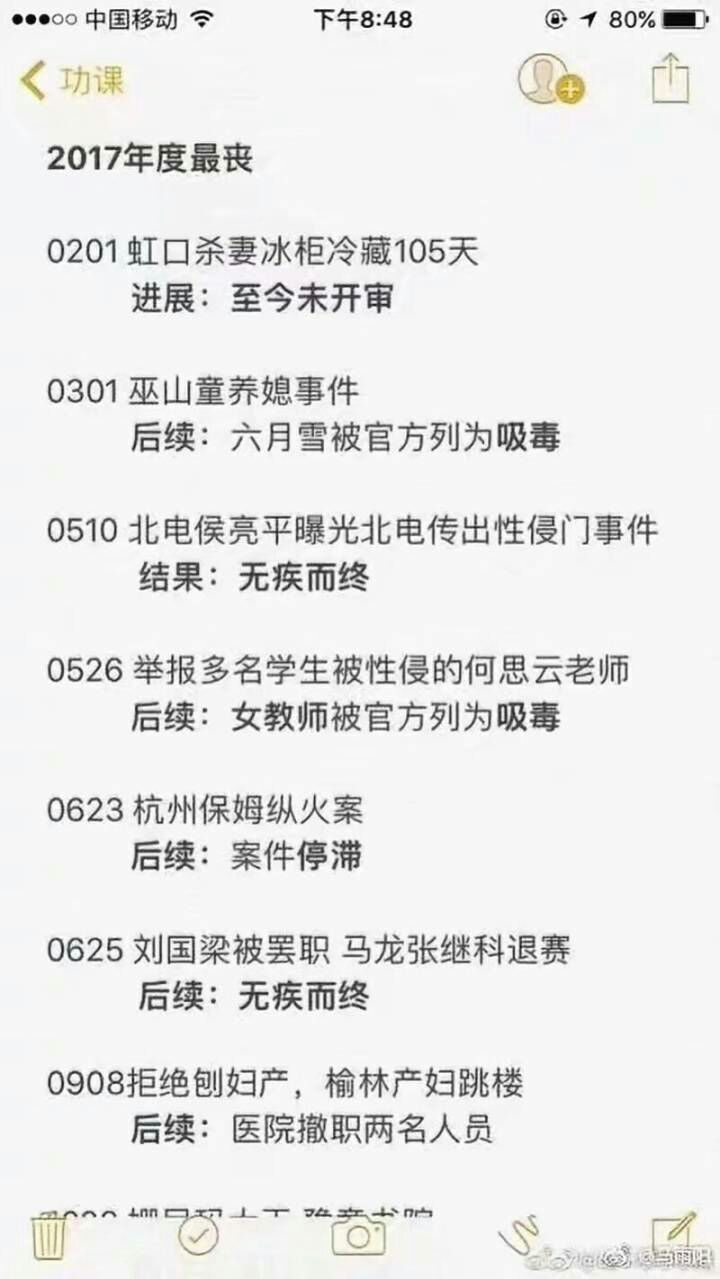 中国移动 下午8:48 80%
功课
2017年度最丧
0201 虹口杀妻冰柜冷藏105天
进展：至今未开审
0301 巫山童养媳事件
后续：六月雪被官方列为吸毒
0510 北电侯亮平曝光北电传出性侵门事件
结果：无疾而终
0526 举报多名学生被性侵的何思云老师
后续：女教师被官方列为吸毒
0623 杭州保姆纵火案
后续：案件停滞
0625 刘国梁被罢职 马龙张继科退赛
后续：无疾而终
0908拒绝刨妇产，榆林产妇跳楼
后续：医院撤职两名人员